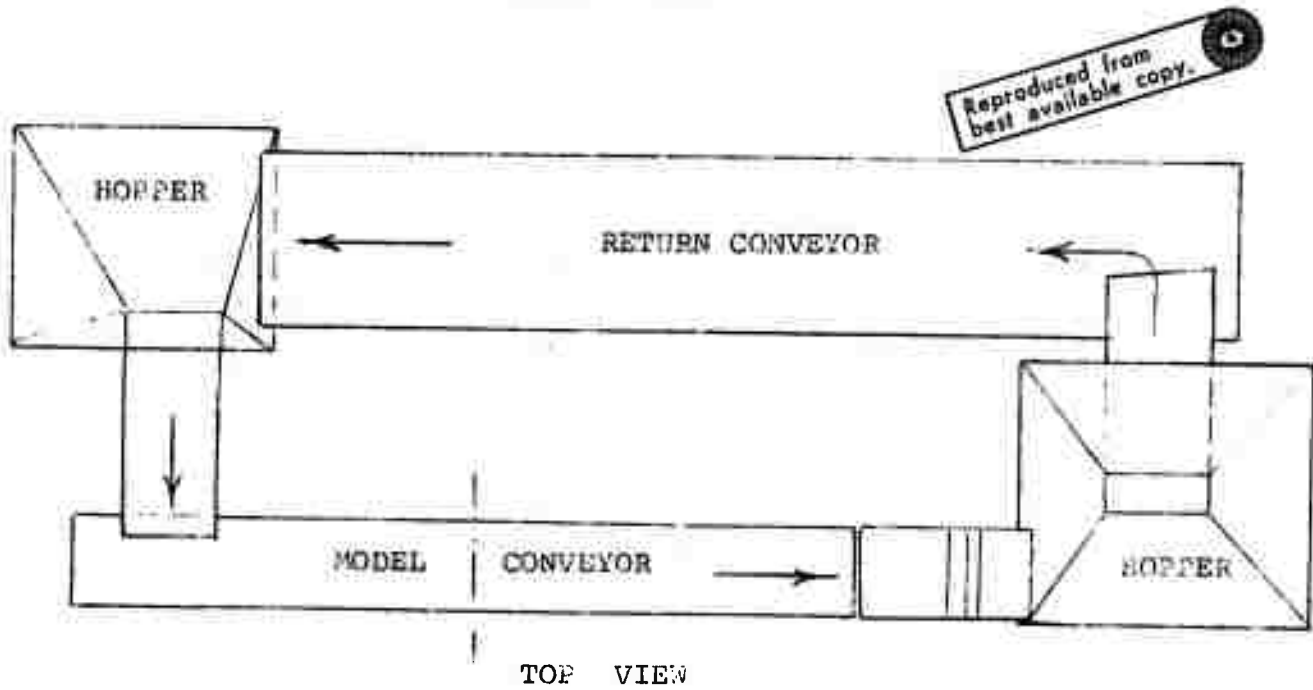 Reproduced from
best available copy.
HOPPER
RETURN CONVEYOR
MODEL CONVEYOR
HOPPER
TOP VIEW